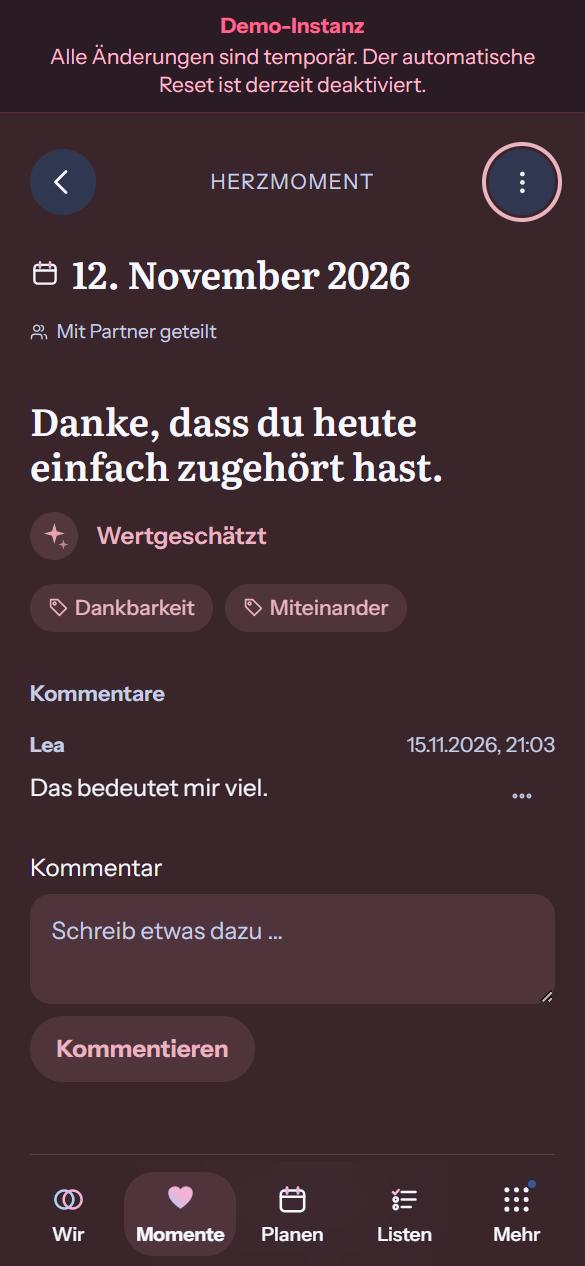 Demo-Instanz
Alle Änderungen sind temporär. Der automatische
Reset ist derzeit deaktiviert.
HERZMOMENT
12. November 2026
Mit Partner geteilt
Danke, dass du heute
einfach zugehört hast.
Wertgeschätzt
Dankbarkeit Miteinander
Kommentare
Lea 15.11.2026, 21:03
Das bedeutet mir viel.
Kommentar
Schreib etwas dazu ...
Kommentieren
Wir Momente Planen Listen Mehr